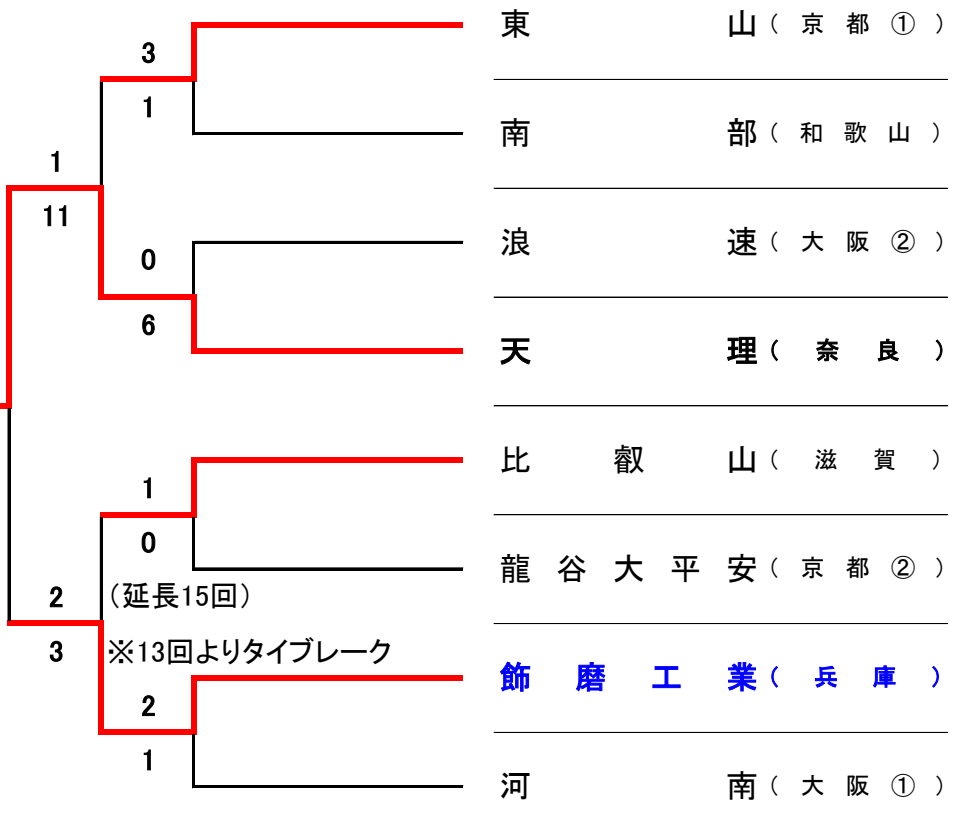 東山（京都①）
3
1
南部（和歌山）
1
11
浪速（大阪②）
0
6
天理（奈良）
比叡山（滋賀）
1
0
龍谷大平安（京都②）
2
（延長15回）
3
※13回よりタイブレーク
飾磨工業（兵庫）
2
1
河南（大阪①）